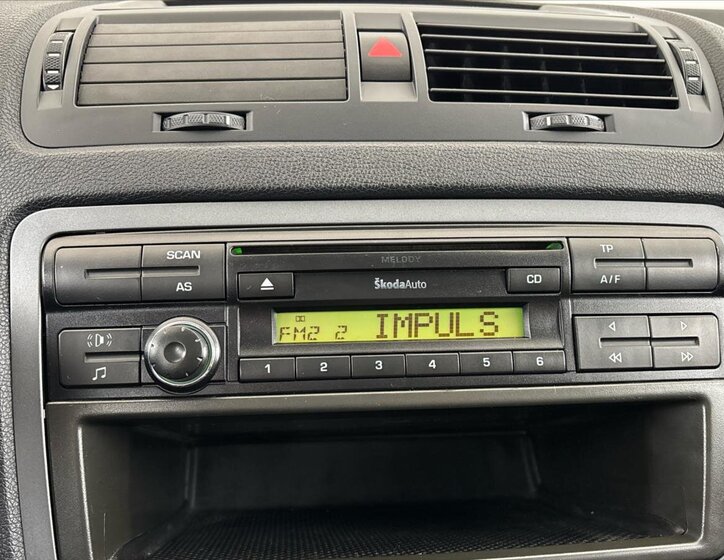 SCAN
AS
MELODY
ŠkodaAuto
CD
TP
A/F
FM2 2 IMPULS
1 2 3 4 5 6